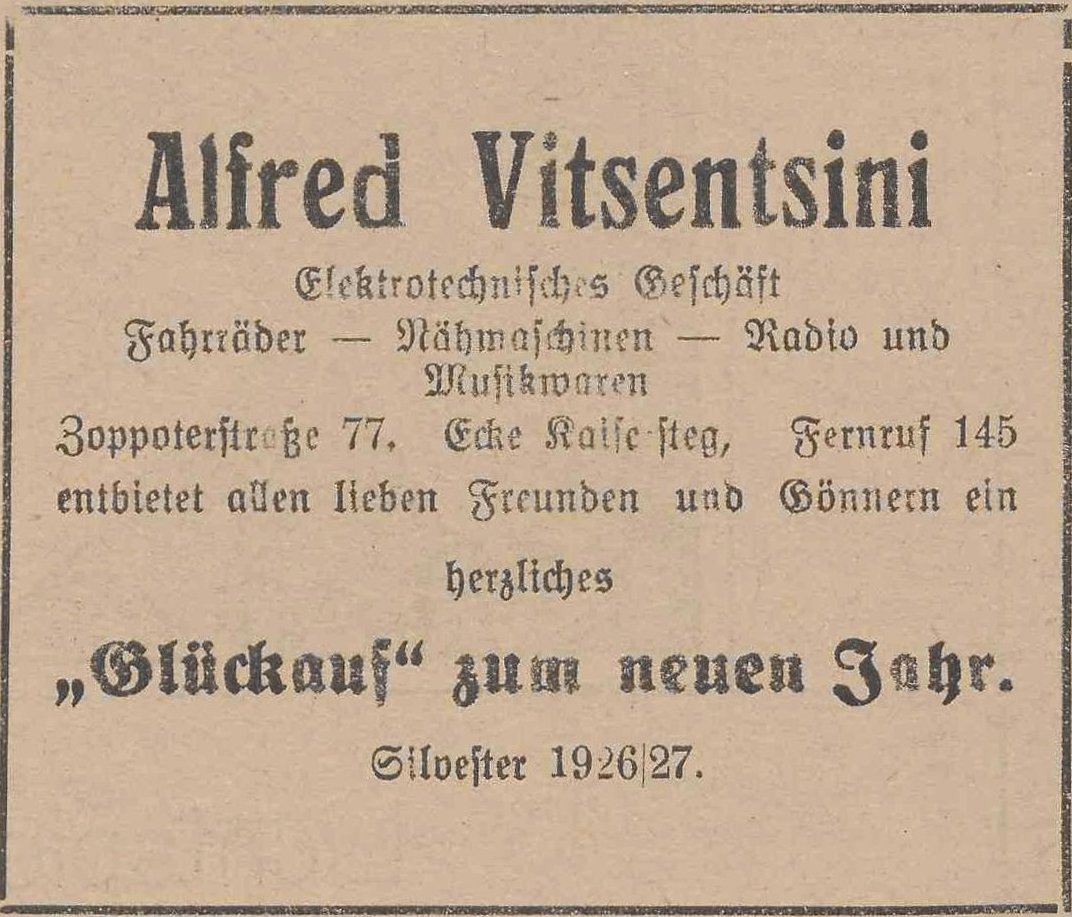 Alfred Vitsentsini
Elektrotechnisches Geschäft
Fahrräder — Nähmaschinen — Radio und
Musikwaren
Zoppoterstraße 77, Ecke Kaisersteg, Fernruf 145
entbietet allen lieben Freunden und Gönnern ein
herzliches
„Glückauf“ zum neuen Jahr.
Silvester 1926/27.